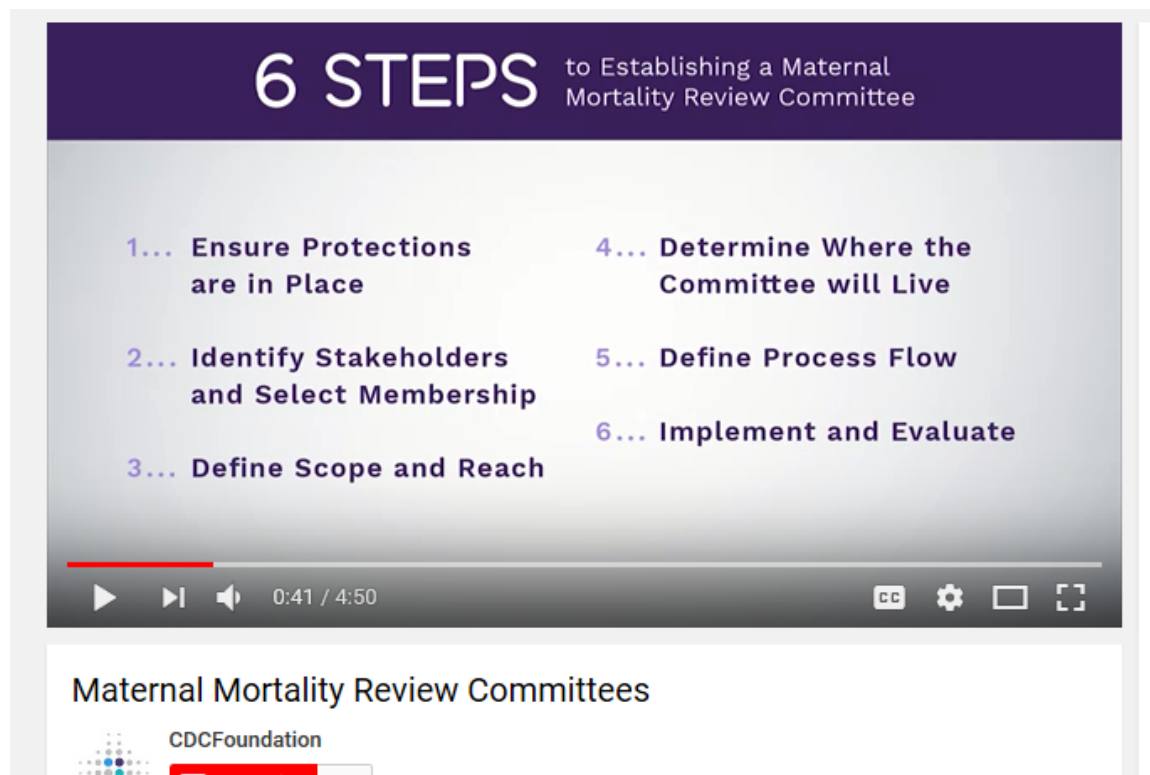 6 STEPS
to Establishing a Maternal
Mortality Review Committee
1... Ensure Protections
are in Place
2... Identify Stakeholders
and Select Membership
3... Define Scope and Reach
4... Determine Where the
Committee will Live
5... Define Process Flow
6... Implement and Evaluate
0:41 / 4:50
CC
Maternal Mortality Review Committees
CDCFoundation